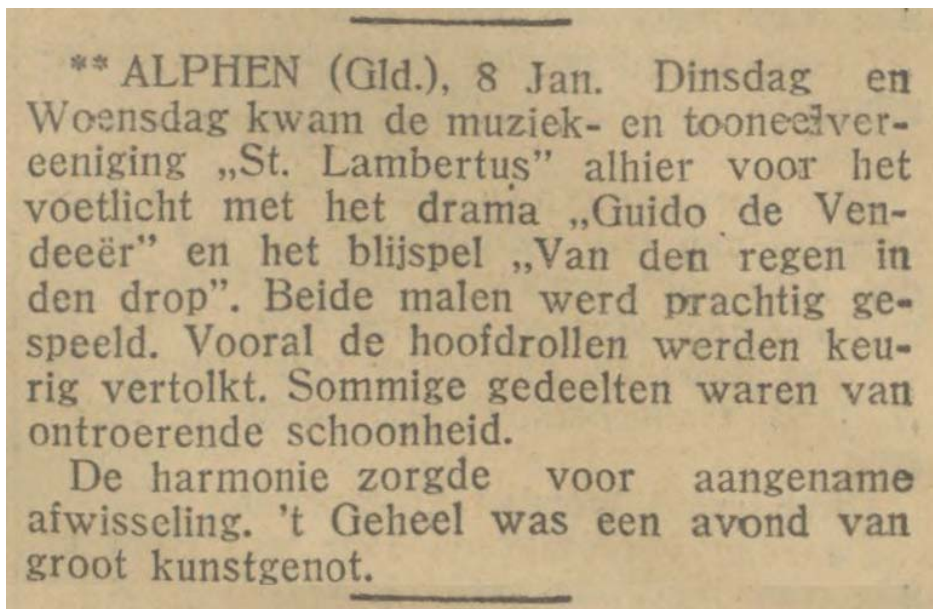 ** ALPHEN (Gld.), 8 Jan. Dinsdag en
Woensdag kwam de muziek- en tooneelver-
eeniging „St. Lambertus” alhier voor het
voetlicht met het drama „Guido de Ven-
deeër” en het blijspel „Van den regen in
den drop”. Beide malen werd prachtig ge-
speeld. Vooral de hoofdrollen werden keu-
rig vertolkt. Sommige gedeelten waren van
ontroerende schoonheid.
De harmonie zorgde voor aangename
afwisseling. 't Geheel was een avond van
groot kunstgenot.